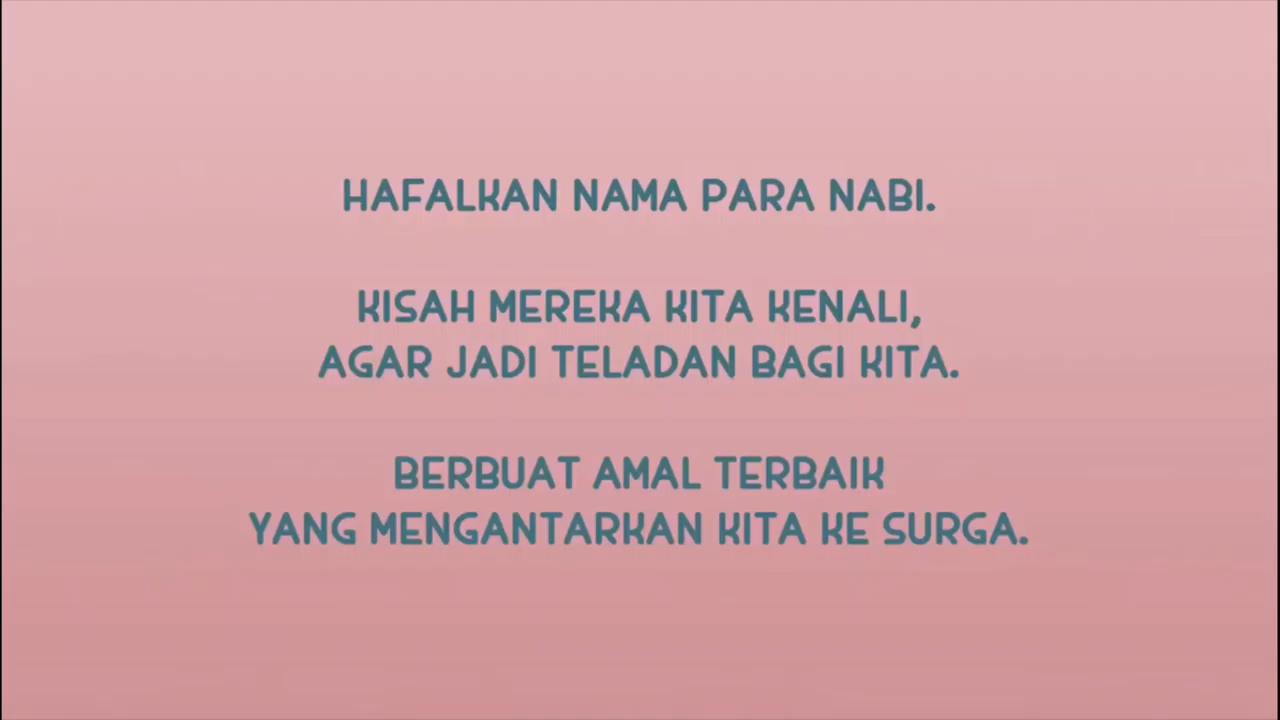 HAFALKAN NAMA PARA NABI.
KISAH MEREKA KITA KENALI,
AGAR JADI TELADAN BAGI KITA.
BERBUAT AMAL TERBAIK
YANG MENGANTARKAN KITA KE SURGA.